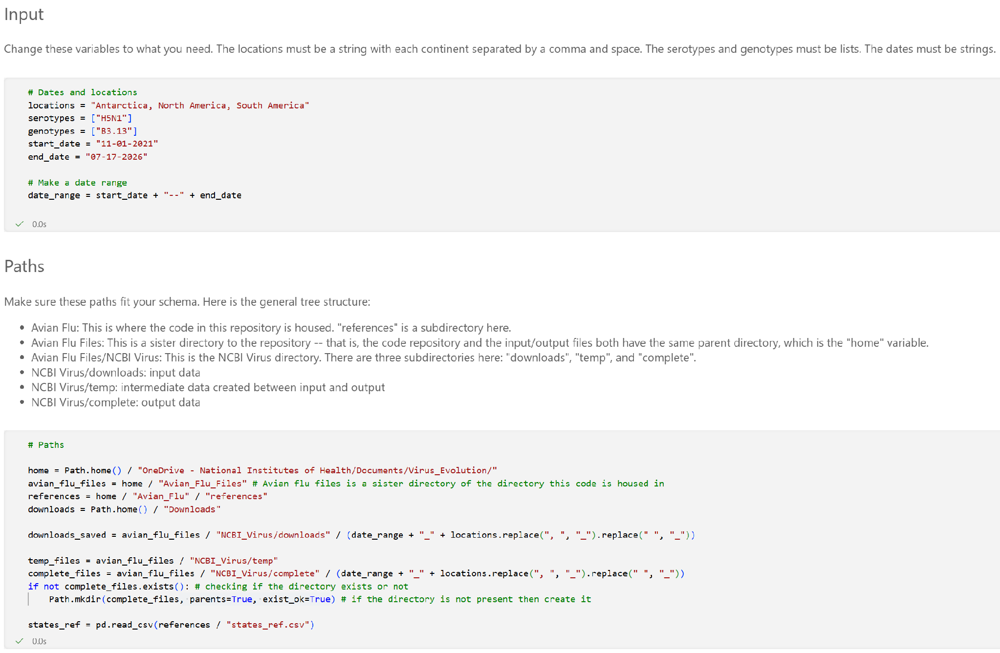 Input
Change these variables to what you need. The locations must be a string with each continent separated by a comma and space. The serotypes and genotypes must be lists. The dates must be strings.
# Dates and locations
locations = "Antarctica, North America, South America"
serotypes = ["H5N1"]
genotypes = ["B3.13"]
start_date = "11-01-2021"
end_date = "07-17-2026"
# Make a date range
date_range = start_date + "--" + end_date
✓ 0.0s
Paths
Make sure these paths fit your schema. Here is the general tree structure:
• Avian Flu: This is where the code in this repository is housed. "references" is a subdirectory here.
• Avian Flu Files: This is a sister directory to the repository -- that is, the code repository and the input/output files both have the same parent directory, which is the "home" variable.
• Avian Flu Files/NCBI Virus: This is the NCBI Virus directory. There are three subdirectories here: "downloads", "temp", and "complete".
• NCBI Virus/downloads: input data
• NCBI Virus/temp: intermediate data created between input and output
• NCBI Virus/complete: output data
# Paths
home = Path.home() / "OneDrive - National Institutes of Health/Documents/Virus_Evolution/"
avian_flu_files = home / "Avian_Flu_Files" # Avian flu files is a sister directory of the directory this code is housed in
references = home / "Avian_Flu" / "references"
downloads = Path.home() / "Downloads"
downloads_saved = avian_flu_files / "NCBI_Virus/downloads" / (date_range + "_" + locations.replace(", ", "_").replace(" ", "_"))
temp_files = avian_flu_files / "NCBI_Virus/temp"
complete_files = avian_flu_files / "NCBI_Virus/complete" / (date_range + "_" + locations.replace(", ", "_").replace(" ", "_"))
if not complete_files.exists(): # checking if the directory exists or not
    Path.mkdir(complete_files, parents=True, exist_ok=True) # if the directory is not present then create it
states_ref = pd.read_csv(references / "states_ref.csv")
✓ 0.0s